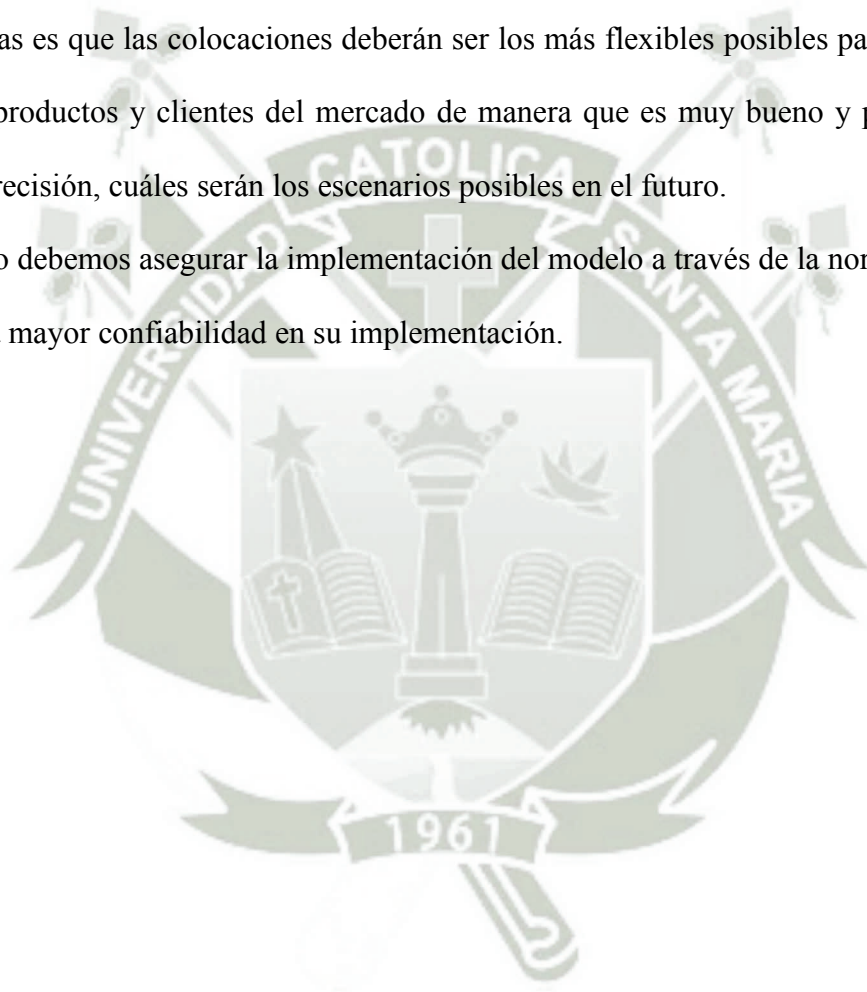 as es que las colocaciones deberán ser los más flexibles posibles pa
productos y clientes del mercado de manera que es muy bueno y p
recisión, cuáles serán los escenarios posibles en el futuro.
o debemos asegurar la implementación del modelo a través de la nor
mayor confiabilidad en su implementación.
UNIVERSIDAD CATOLICA SANTA MARIA
1961